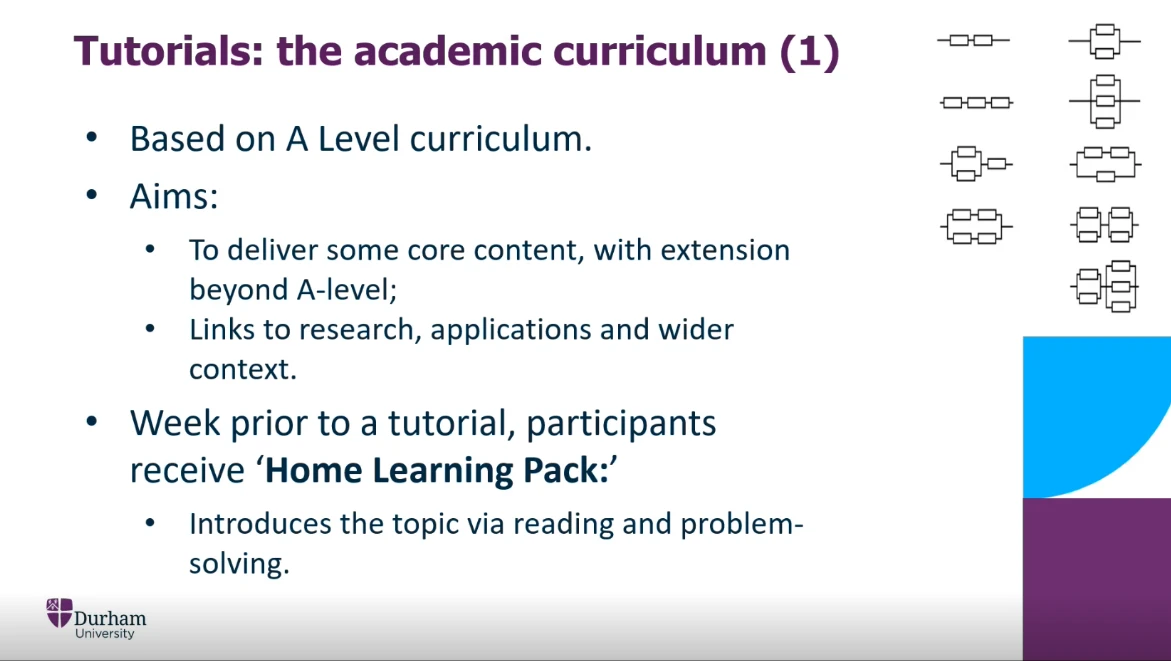 Tutorials: the academic curriculum (1)
• Based on A Level curriculum.
• Aims:
• To deliver some core content, with extension
beyond A-level;
• Links to research, applications and wider
context.
• Week prior to a tutorial, participants
receive ‘Home Learning Pack:’
• Introduces the topic via reading and problem-
solving.
Durham
University